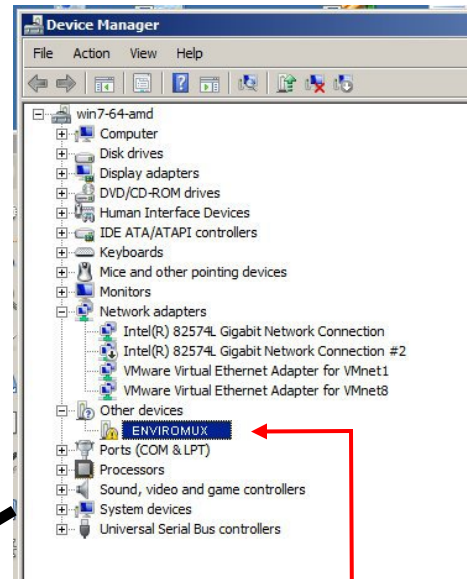 Device Manager
File Action View Help
win7-64-amd
Computer
Disk drives
Display adapters
DVD/CD-ROM drives
Human Interface Devices
IDE ATA/ATAPI controllers
Keyboards
Mice and other pointing devices
Monitors
Network adapters
Intel(R) 82574L Gigabit Network Connection
Intel(R) 82574L Gigabit Network Connection #2
VMware Virtual Ethernet Adapter for VMnet1
VMware Virtual Ethernet Adapter for VMnet8
Other devices
ENVIROMUX
Ports (COM & LPT)
Processors
Sound, video and game controllers
System devices
Universal Serial Bus controllers